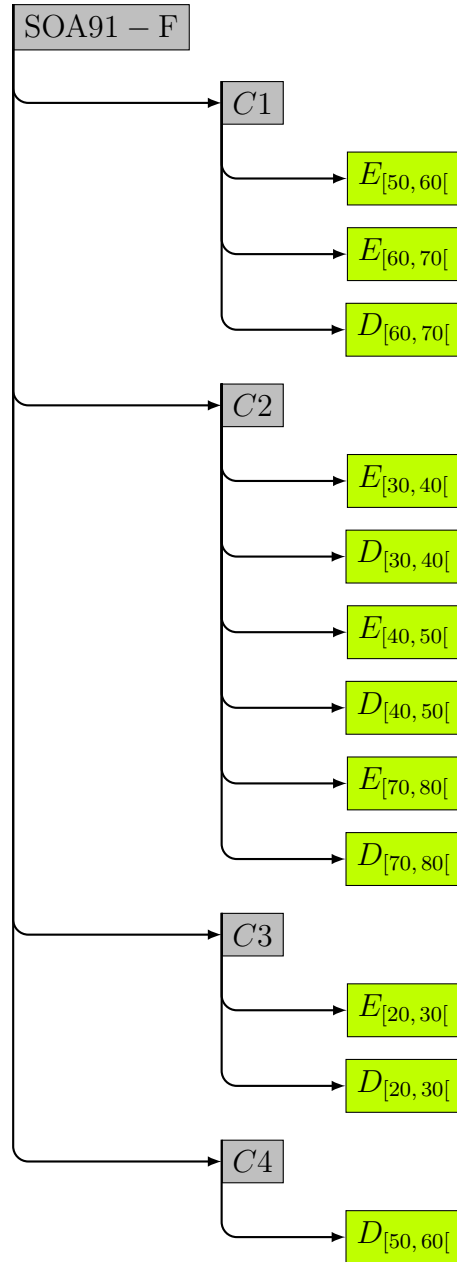 SOA91 − F
C1
E[50, 60[
E[60, 70[
D[60, 70[
C2
E[30, 40[
D[30, 40[
E[40, 50[
D[40, 50[
E[70, 80[
D[70, 80[
C3
E[20, 30[
D[20, 30[
C4
D[50, 60[